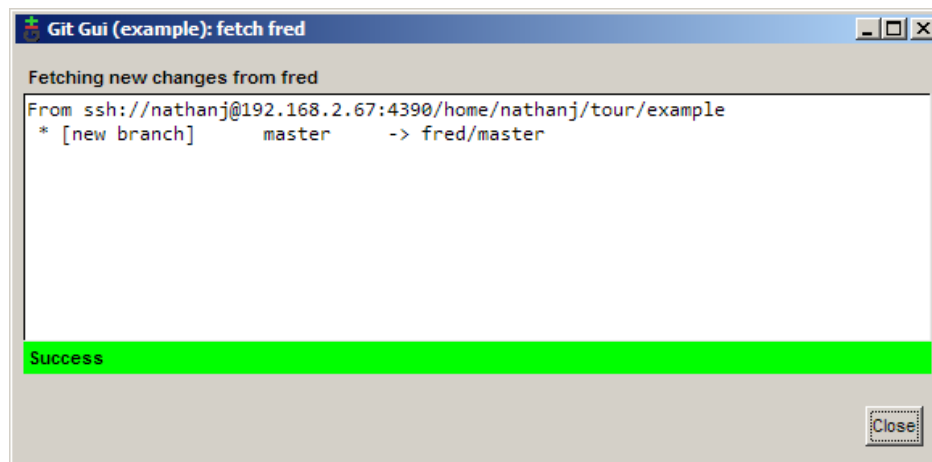 Git Gui (example): fetch fred
Fetching new changes from fred
From ssh://nathanj@192.168.2.67:4390/home/nathanj/tour/example
 * [new branch]      master     -> fred/master
Success
Close